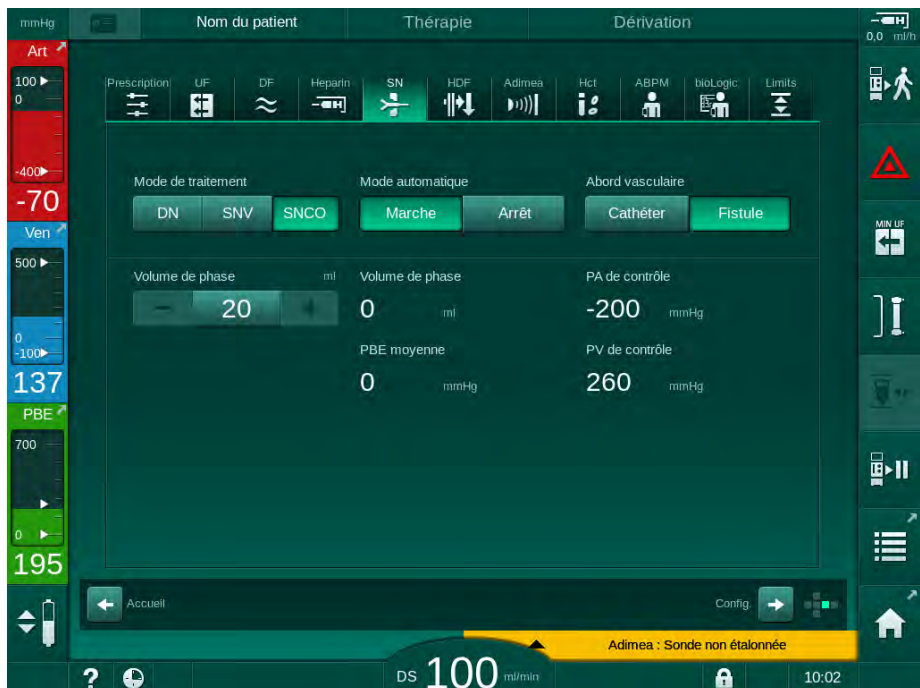 mmHg
Nom du patient
Thérapie
Dérivation
0,0 ml/h
Art
100
0
-400
-70
Ven
500
0
-100
137
PBE
700
0
195
Prescription UF DF Heparin SN HDF Adimea Hct ABPM bioLogic Limits
Mode de traitement Mode automatique Abord vasculaire
DN SNV SNCO Marche Arrêt Cathéter Fistule
Volume de phase ml Volume de phase PA de contrôle
- 20 + 0 ml -200 mmHg
PBE moyenne PV de contrôle
0 mmHg 260 mmHg
MIN UF
Accueil Config.
Adimea : Sonde non étalonnée
? DS 100 ml/min 10:02